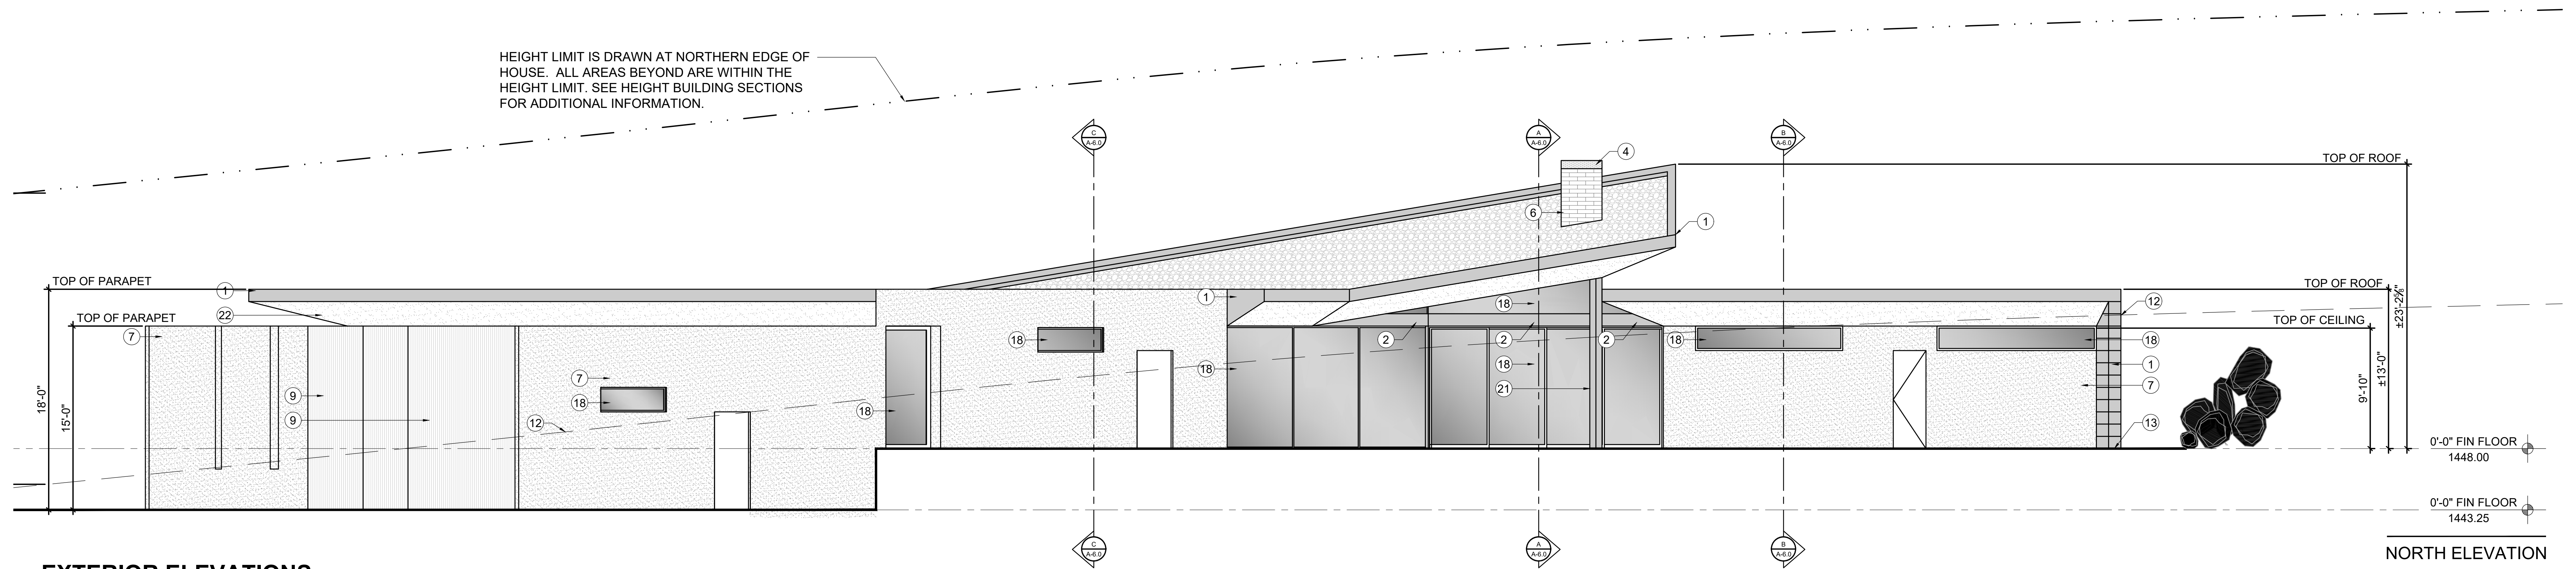 HEIGHT LIMIT IS DRAWN AT NORTHERN EDGE OF
HOUSE. ALL AREAS BEYOND ARE WITHIN THE
HEIGHT LIMIT. SEE HEIGHT BUILDING SECTIONS
FOR ADDITIONAL INFORMATION.
C
A-6.0
A
A-6.0
B
A-6.0
4
TOP OF ROOF
6
1
TOP OF PARAPET
1
22
TOP OF PARAPET
7
18'-0"
15'-0"
9
9
7
18
12
18
18
1
18
2
2
2
18
18
18
21
18
TOP OF ROOF
12
TOP OF CEILING
18
1
7
13
9'-10"
±13'-0"
±23'-2⅝"
0'-0" FIN FLOOR
1448.00
0'-0" FIN FLOOR
1443.25
C
A-6.0
A
A-6.0
B
A-6.0
NORTH ELEVATION
EXTERIOR ELEVATIONS